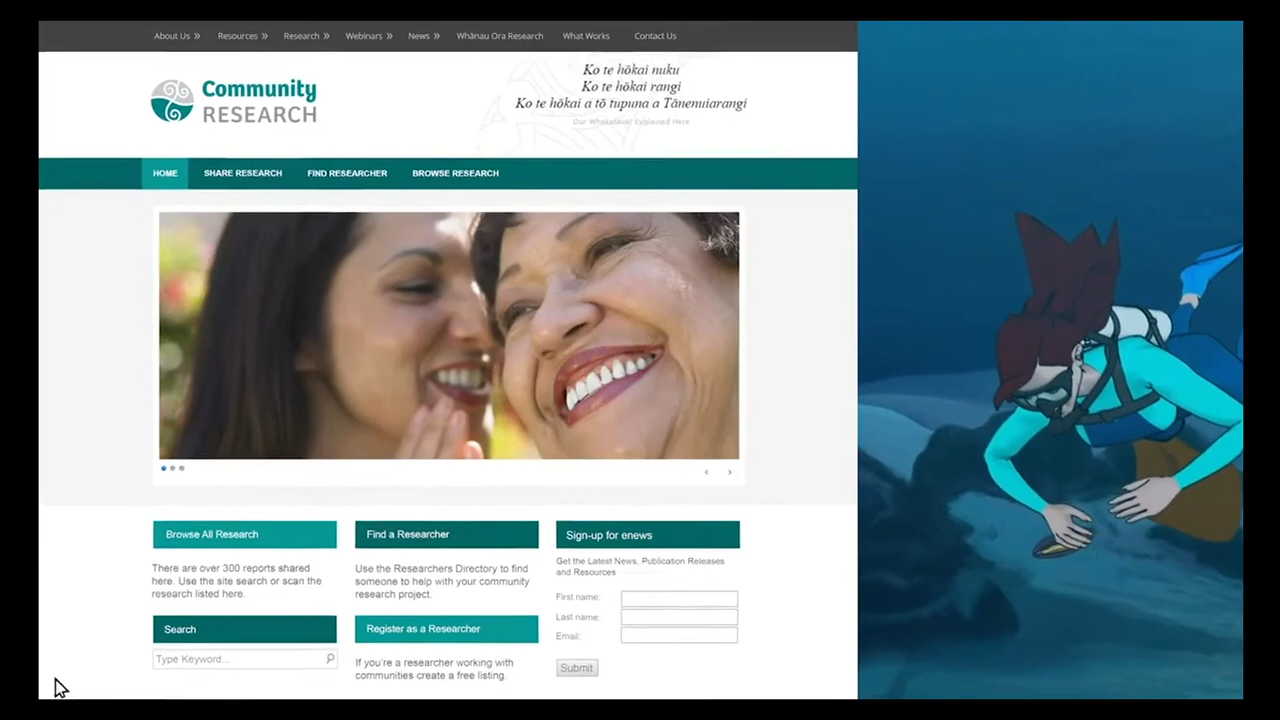 About Us »
Resources »
Research »
Webinars »
News »
Whānau Ora Research
What Works
Contact Us
Community
RESEARCH
Ko te hōkai nuku
Ko te hōkai rangi
Ko te hōkai a tō tupuna a Tānenuiarangi
Our Whakataukī Explained Here
HOME
SHARE RESEARCH
FIND RESEARCHER
BROWSE RESEARCH
Browse All Research
There are over 300 reports shared
here. Use the site search or scan the
research listed here.
Search
Type Keyword...
Find a Researcher
Use the Researchers Directory to find
someone to help with your community
research project.
Register as a Researcher
If you're a researcher working with
communities create a free listing.
Sign-up for enews
Get the Latest News, Publication Releases
and Resources
First name:
Last name:
Email:
Submit